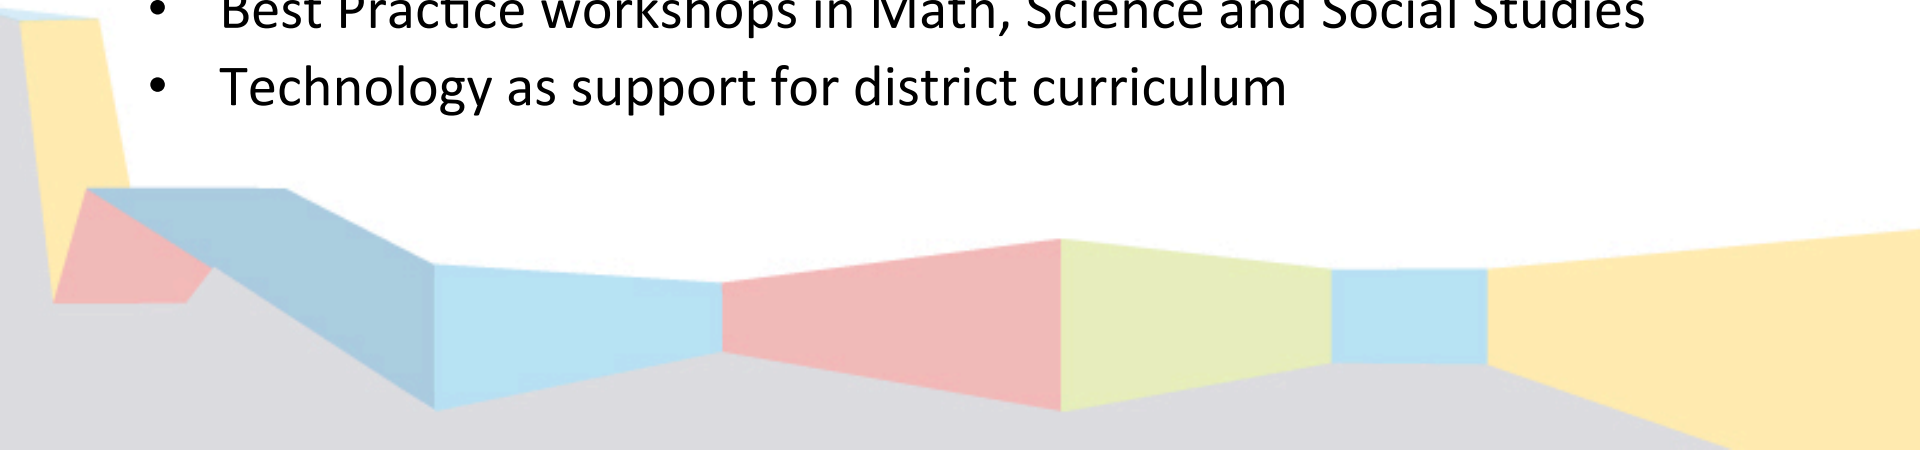 • Best Practice workshops in Math, Science and Social Studies
• Technology as support for district curriculum